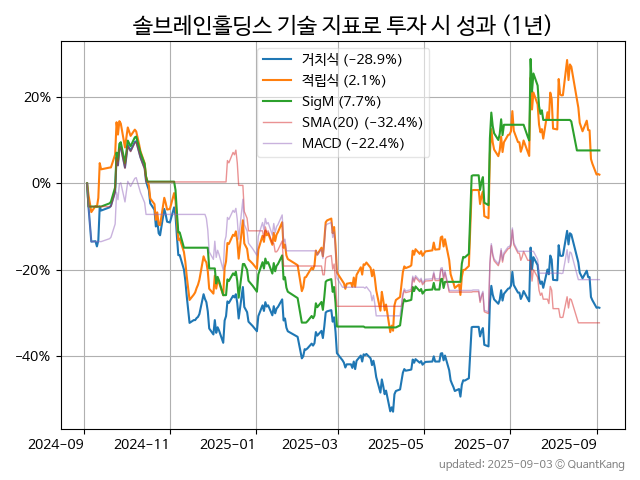 솔브레인홀딩스 기술 지표로 투자 시 성과 (1년)
거치식 (−28.9%)
적립식 (2.1%)
SigM (7.7%)
SMA(20) (−32.4%)
MACD (−22.4%)
20%
0%
−20%
−40%
2024−09 2024−11 2025−01 2025−03 2025−05 2025−07 2025−09
updated: 2025-09-03 © QuantKang